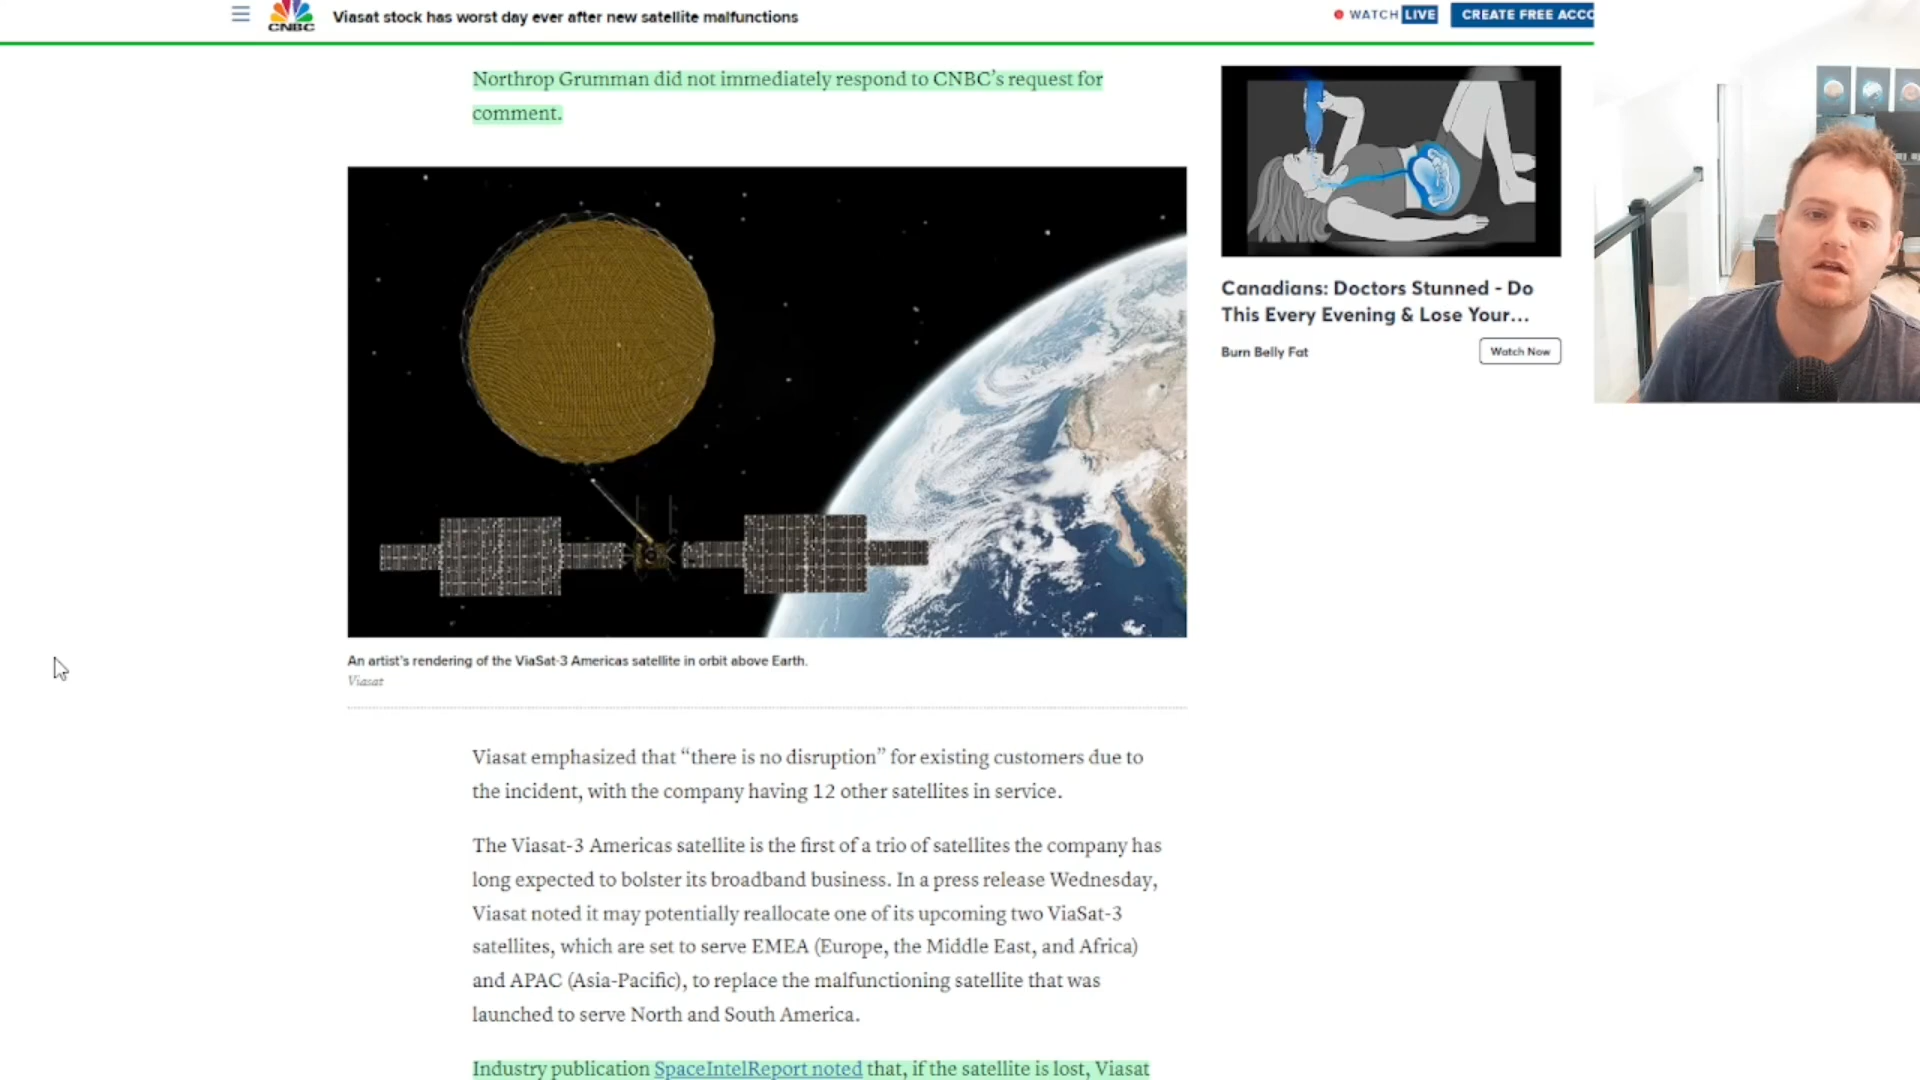 CNBC
Viasat stock has worst day ever after new satellite malfunctions
WATCH LIVE
CREATE FREE ACCO
Northrop Grumman did not immediately respond to CNBC’s request for
comment.
Canadians: Doctors Stunned - Do
This Every Evening & Lose Your...
Burn Belly Fat
Watch Now
An artist’s rendering of the ViaSat-3 Americas satellite in orbit above Earth.
Viasat
Viasat emphasized that “there is no disruption” for existing customers due to
the incident, with the company having 12 other satellites in service.
The Viasat-3 Americas satellite is the first of a trio of satellites the company has
long expected to bolster its broadband business. In a press release Wednesday,
Viasat noted it may potentially reallocate one of its upcoming two ViaSat-3
satellites, which are set to serve EMEA (Europe, the Middle East, and Africa)
and APAC (Asia-Pacific), to replace the malfunctioning satellite that was
launched to serve North and South America.
Industry publication SpaceIntelReport noted that, if the satellite is lost, Viasat